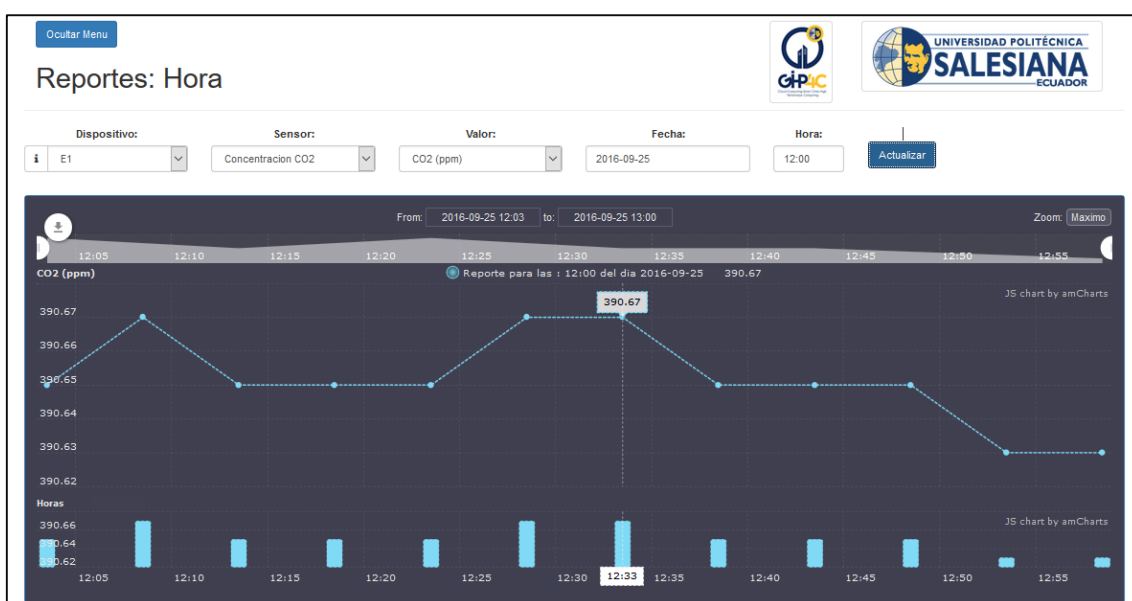 Ocultar Menu
Reportes: Hora
GIP4C
UNIVERSIDAD POLITÉCNICA
SALESIANA
ECUADOR
Dispositivo: Sensor: Valor: Fecha: Hora:
i E1 Concentracion CO2 CO2 (ppm) 2016-09-25 12:00 Actualizar
From: 2016-09-25 12:03 to: 2016-09-25 13:00 Zoom: Maximo
12:05 12:10 12:15 12:20 12:25 12:30 12:35 12:40 12:45 12:50 12:55
CO2 (ppm) Reporte para las : 12:00 del dia 2016-09-25 390.67
JS chart by amCharts
390.67
390.67
390.66
390.65
390.64
390.63
390.62
Horas
JS chart by amCharts
390.66
390.64
390.62
12:05 12:10 12:15 12:20 12:25 12:30 12:33 12:35 12:40 12:45 12:50 12:55